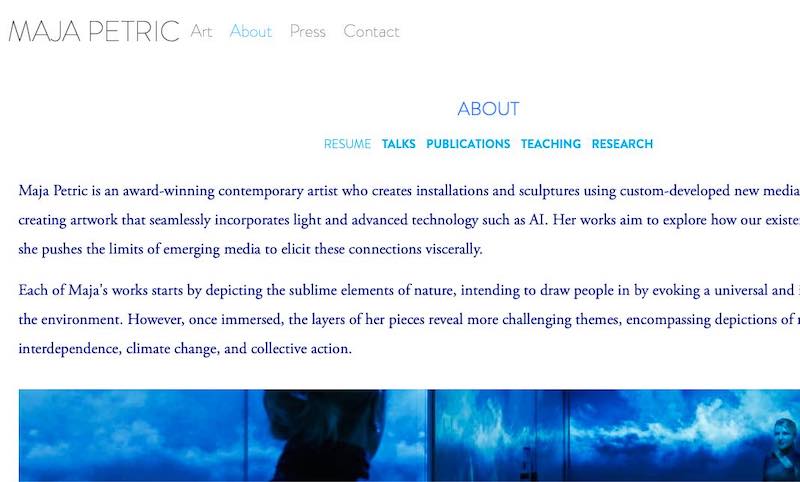 MAJA PETRIC Art About Press Contact
ABOUT
RESUME TALKS PUBLICATIONS TEACHING RESEARCH
Maja Petric is an award-winning contemporary artist who creates installations and sculptures using custom-developed new media
creating artwork that seamlessly incorporates light and advanced technology such as AI. Her works aim to explore how our existe
she pushes the limits of emerging media to elicit these connections viscerally.
Each of Maja's works starts by depicting the sublime elements of nature, intending to draw people in by evoking a universal and
the environment. However, once immersed, the layers of her pieces reveal more challenging themes, encompassing depictions of
interdependence, climate change, and collective action.